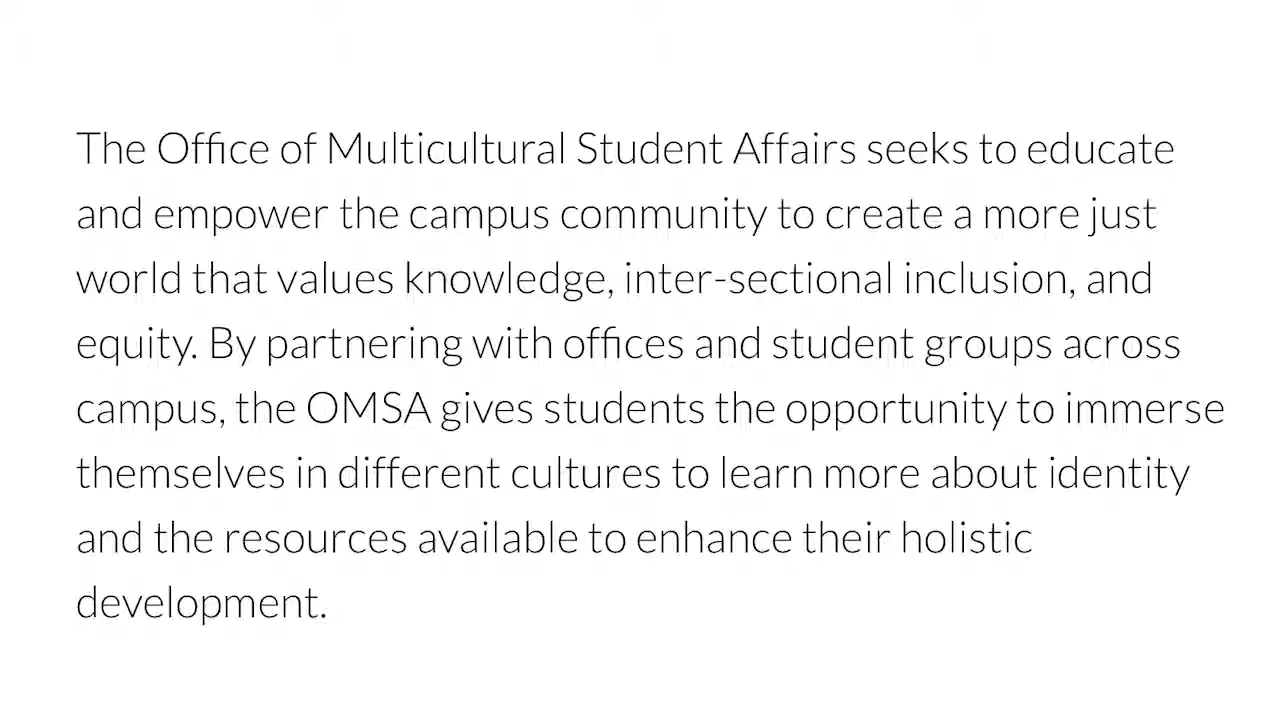 The Office of Multicultural Student Affairs seeks to educate
and empower the campus community to create a more just
world that values knowledge, inter-sectional inclusion, and
equity. By partnering with offices and student groups across
campus, the OMSA gives students the opportunity to immerse
themselves in different cultures to learn more about identity
and the resources available to enhance their holistic
development.